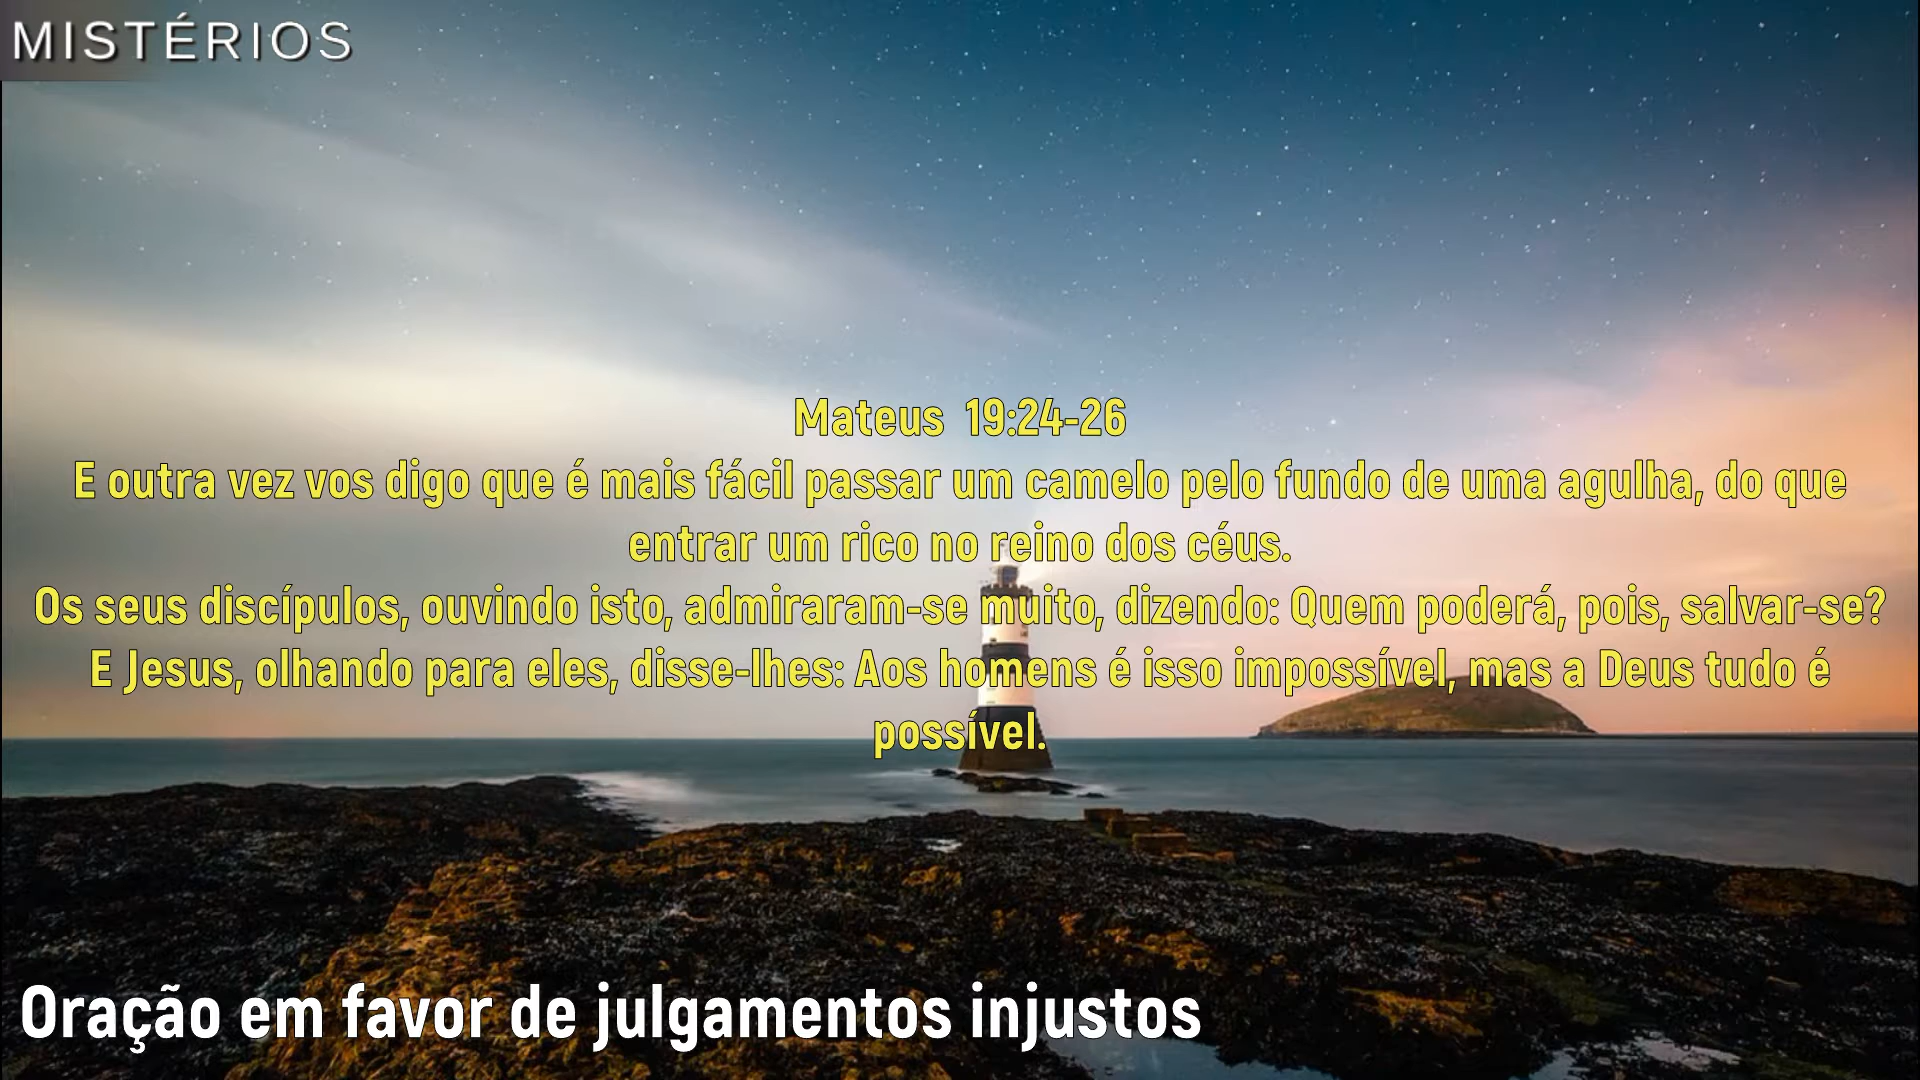 MISTÉRIOS
Mateus  19:24-26
E outra vez vos digo que é mais fácil passar um camelo pelo fundo de uma agulha, do que
entrar um rico no reino dos céus.
Os seus discípulos, ouvindo isto, admiraram-se muito, dizendo: Quem poderá, pois, salvar-se?
E Jesus, olhando para eles, disse-lhes: Aos homens é isso impossível, mas a Deus tudo é
possível.
Oração em favor de julgamentos injustos